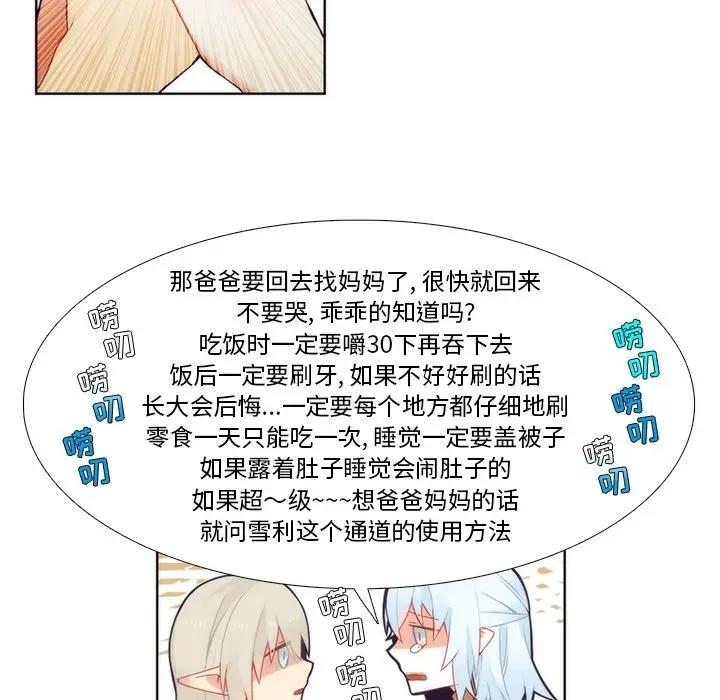 那爸爸要回去找妈妈了, 很快就回来
不要哭, 乖乖的知道吗?
吃饭时一定要嚼30下再吞下去
饭后一定要刷牙, 如果不好好刷的话
长大会后悔...一定要每个地方都仔细地刷
零食一天只能吃一次, 睡觉一定要盖被子
如果露着肚子睡觉会闹肚子的
如果超～级~~~想爸爸妈妈的话
就问雪利这个通道的使用方法
唠叨
唠叨
唠叨
唠叨
唠叨
唠叨
唠叨
唠叨